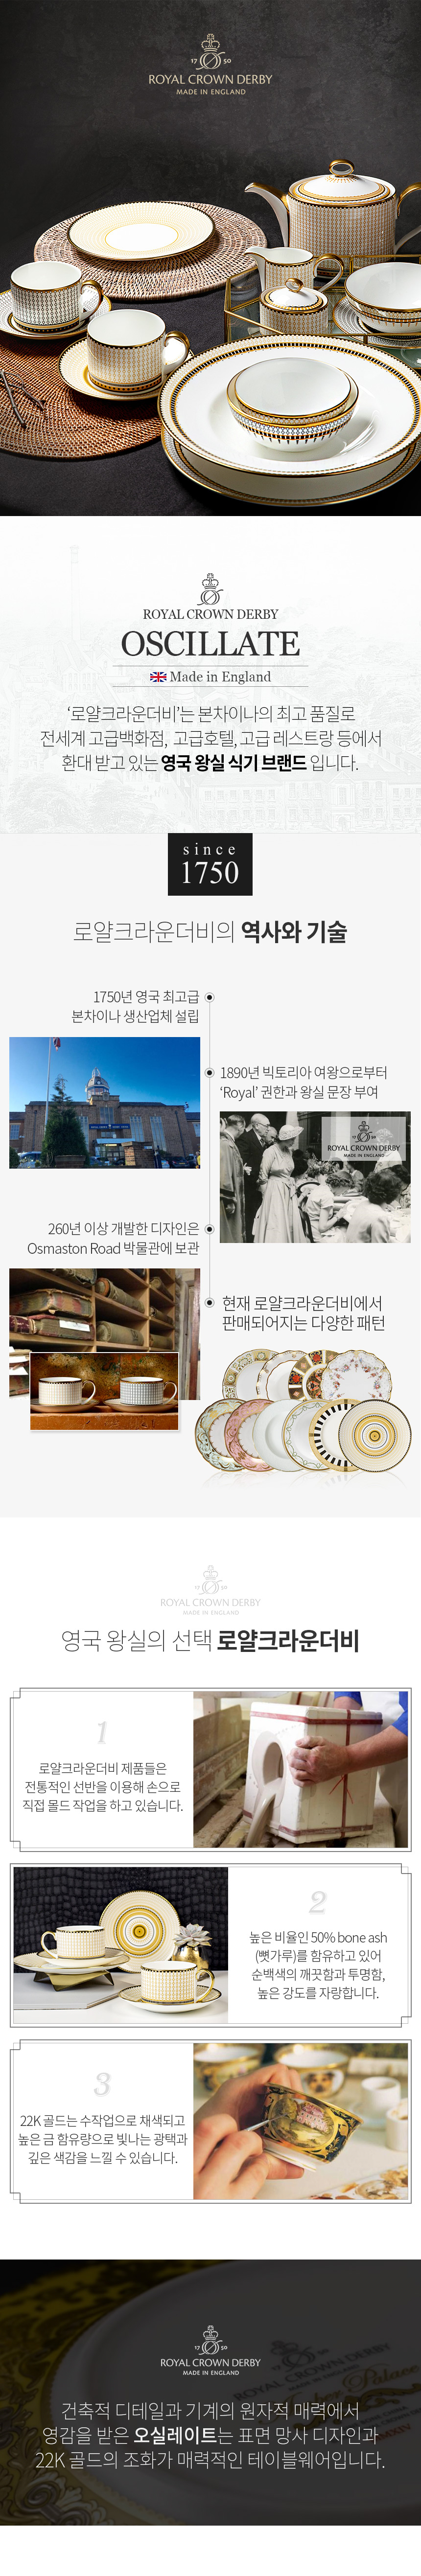 17 50
ROYAL CROWN DERBY
MADE IN ENGLAND
ROYAL CROWN DERBY
OSCILLATE
Made in England
‘로얄크라운더비’는 본차이나의 최고 품질로
전세계 고급백화점, 고급호텔, 고급 레스트랑 등에서
환대 받고 있는 영국 왕실 식기 브랜드 입니다.
since
1750
로얄크라운더비의 역사와 기술
1750년 영국 최고급
본차이나 생산업체 설립
1890년 빅토리아 여왕으로부터
‘Royal’ 권한과 왕실 문장 부여
ROYAL CROWN DERBY
MADE IN ENGLAND
260년 이상 개발한 디자인은
Osmaston Road 박물관에 보관
현재 로얄크라운더비에서
판매되어지는 다양한 패턴
17 50
ROYAL CROWN DERBY
MADE IN ENGLAND
영국 왕실의 선택 로얄크라운더비
1
로얄크라운더비 제품들은
전통적인 선반을 이용해 손으로
직접 몰드 작업을 하고 있습니다.
2
높은 비율인 50% bone ash
(뼛가루)를 함유하고 있어
순백색의 깨끗함과 투명함,
높은 강도를 자랑합니다.
3
22K 골드는 수작업으로 채색되고
높은 금 함유량으로 빛나는 광택과
깊은 색감을 느낄 수 있습니다.
17 50
ROYAL CROWN DERBY
MADE IN ENGLAND
건축적 디테일과 기계의 원자적 매력에서
영감을 받은 오실레이트는 표면 망사 디자인과
22K 골드의 조화가 매력적인 테이블웨어입니다.